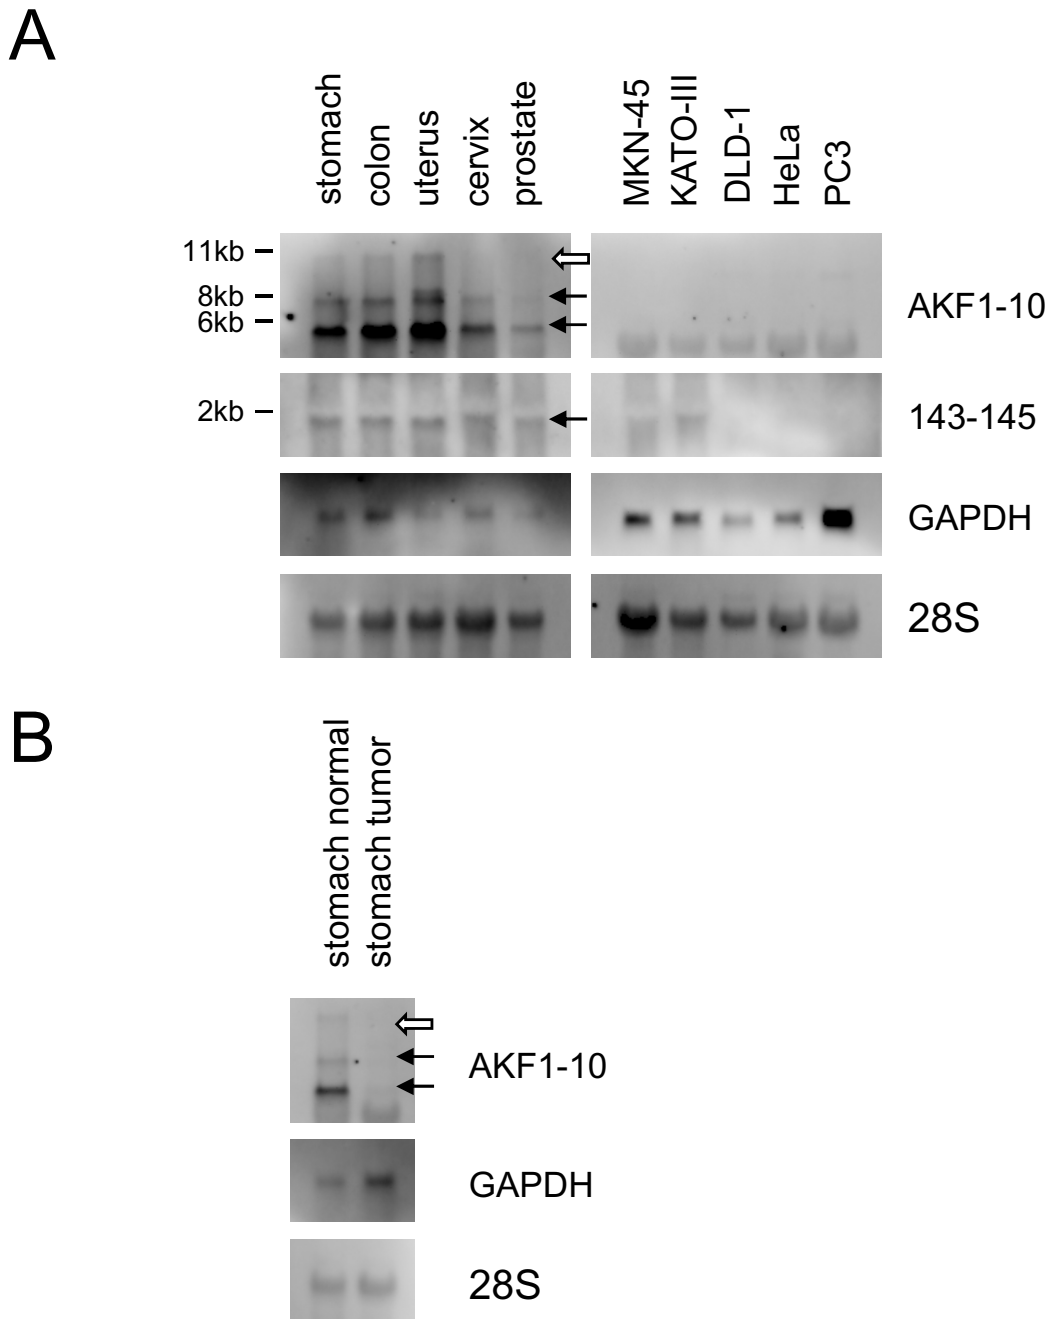 A
stomach
colon
uterus
cervix
prostate
MKN-45
KATO-III
DLD-1
HeLa
PC3
11kb
8kb
6kb
AKF1-10
2kb
143-145
GAPDH
28S
B
stomach normal
stomach tumor
AKF1-10
GAPDH
28S